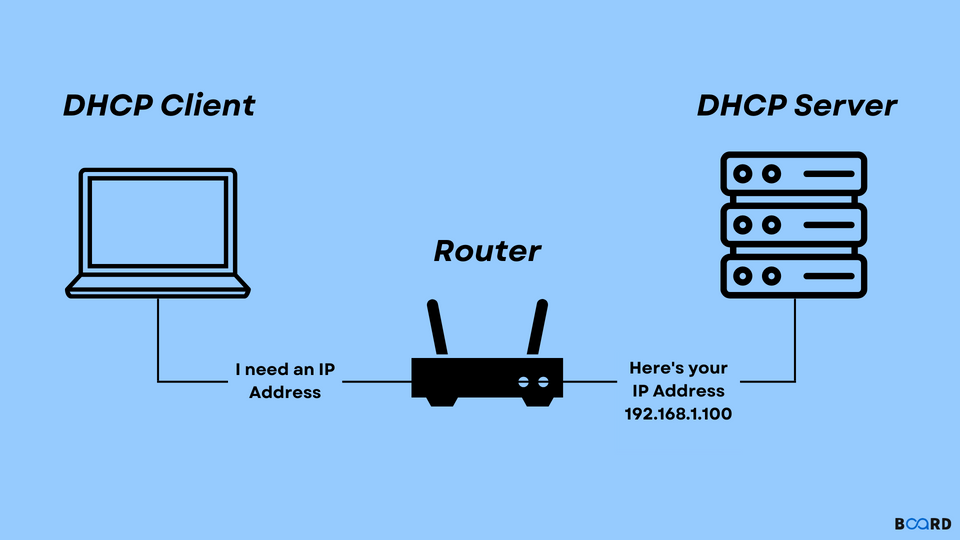 DHCP Client
DHCP Server
Router
I need an IP
Address
Here's your
IP Address
192.168.1.100
BOARD